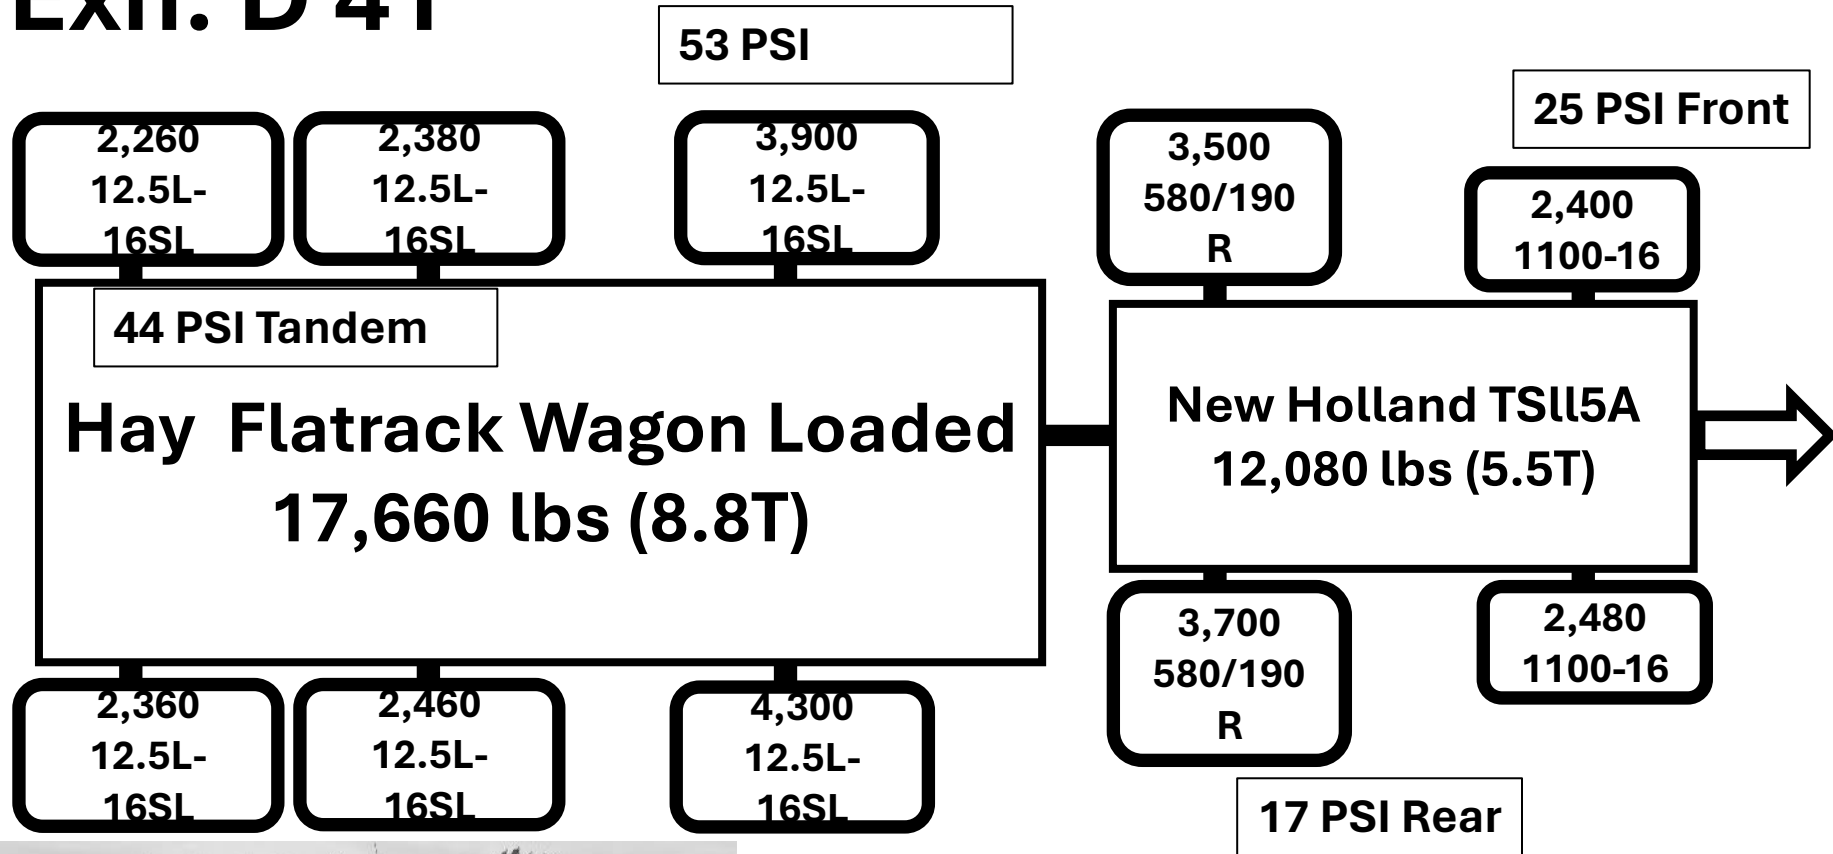 Exh. D 41
53 PSI
25 PSI Front
2,260
12.5L-
16SL
2,380
12.5L-
16SL
3,900
12.5L-
16SL
3,500
580/190
R
2,400
1100-16
44 PSI Tandem
Hay Flatrack Wagon Loaded
17,660 lbs (8.8T)
New Holland TSll5A
12,080 lbs (5.5T)
2,360
12.5L-
16SL
2,460
12.5L-
16SL
4,300
12.5L-
16SL
3,700
580/190
R
2,480
1100-16
17 PSI Rear